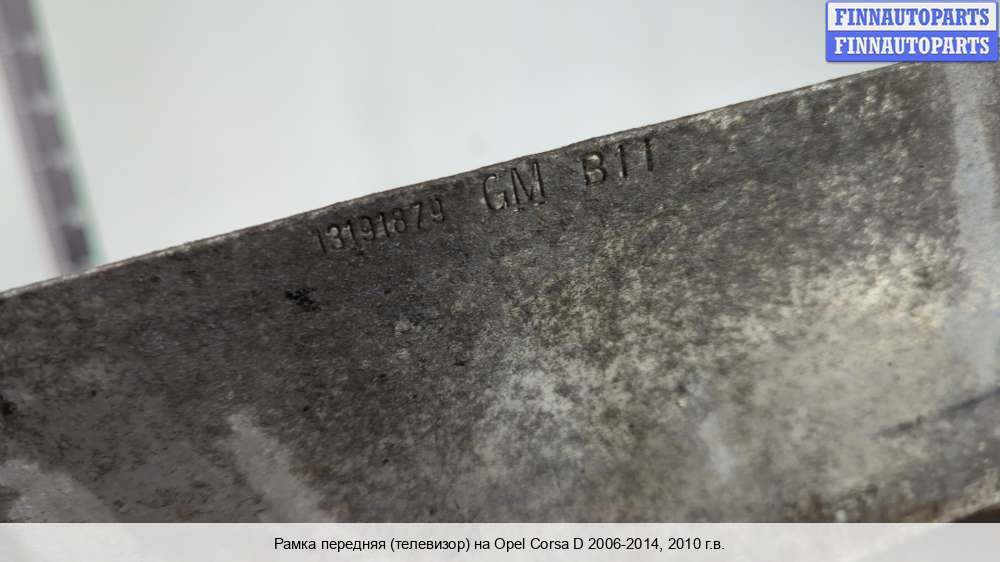 FINNAUTOPARTS
FINNAUTOPARTS
13191879 GM B11
Рамка передняя (телевизор) на Opel Corsa D 2006-2014, 2010 г.в.